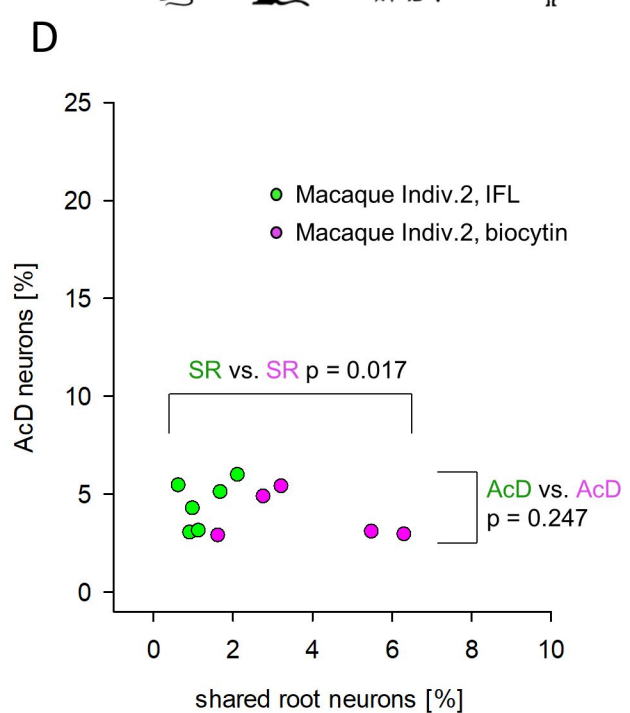 D
25
20
15
10
5
0
AcD neurons [%]
Macaque Indiv.2, IFL
Macaque Indiv.2, biocytin
SR vs. SR p = 0.017
AcD vs. AcD
p = 0.247
0 2 4 6 8 10
shared root neurons [%]